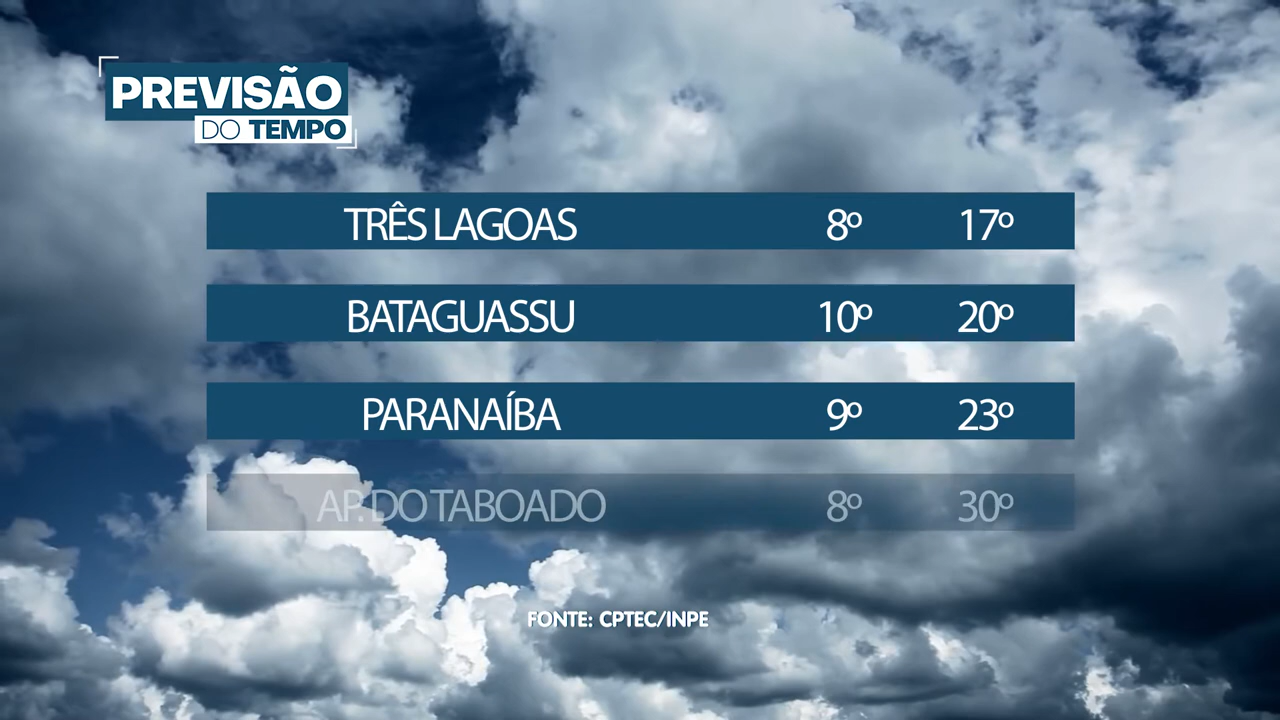 PREVISÃO
DO TEMPO
TRÊS LAGOAS 8º 17º
BATAGUASSU 10º 20º
PARANAÍBA 9º 23º
AP. DO TABOADO 8º 30º
FONTE: CPTEC/INPE